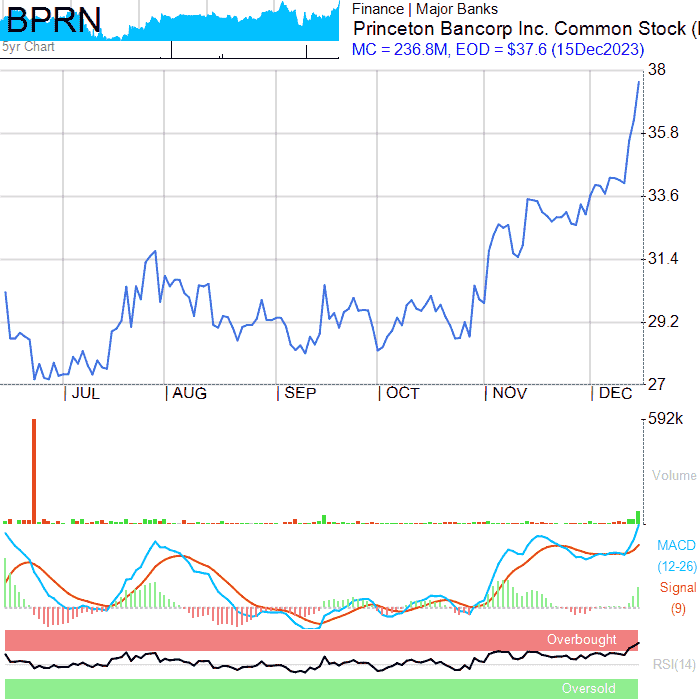 BPRN
5yr Chart
Finance | Major Banks
Princeton Bancorp Inc. Common Stock (
MC = 236.8M, EOD = $37.6 (15Dec2023)
38
35.8
33.6
31.4
29.2
27
| JUL | AUG | SEP | OCT | NOV | DEC
592k
Volume
MACD
(12-26)
Signal
(9)
Overbought
RSI(14)
Oversold